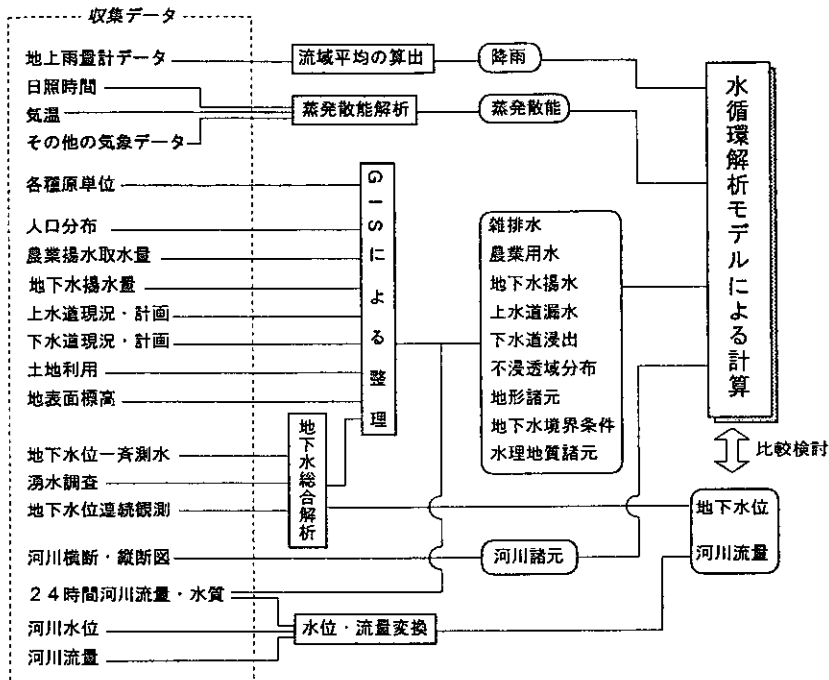 収集データ
地上雨量計データ
日照時間
気温
その他の気象データ
各種原単位
人口分布
農業揚水取水量
地下水揚水量
上水道現況・計画
下水道現況・計画
土地利用
地表面標高
地下水位一斉測水
湧水調査
地下水位連続観測
河川横断・縦断図
24時間河川流量・水質
河川水位
河川流量
流域平均の算出
蒸発散能解析
GISによる整理
地下水総合解析
水位・流量変換
降雨
蒸発散能
雑排水
農業用水
地下水揚水
上水道漏水
下水道浸出
不浸透域分布
地形諸元
地下水境界条件
水理地質諸元
河川諸元
水循環解析モデルによる計算
比較検討
地下水位
河川流量